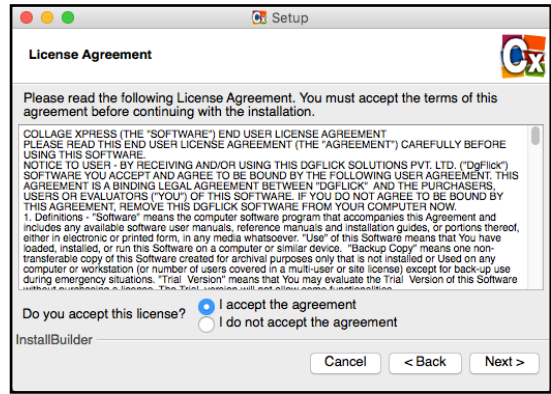 Cx Setup
License Agreement
Cx
Please read the following License Agreement. You must accept the terms of this
agreement before continuing with the installation.
COLLAGE XPRESS (THE "SOFTWARE") END USER LICENSE AGREEMENT
PLEASE READ THIS END USER LICENSE AGREEMENT (THE "AGREEMENT") CAREFULLY BEFORE
USING THIS SOFTWARE.
NOTICE TO USER - BY RECEIVING AND/OR USING THIS DGFLICK SOLUTIONS PVT. LTD. ("DgFlick")
SOFTWARE YOU ACCEPT AND AGREE TO BE BOUND BY THE FOLLOWING USER AGREEMENT. THIS
AGREEMENT IS A BINDING LEGAL AGREEMENT BETWEEN "DGFLICK" AND THE PURCHASERS,
USERS OR EVALUATORS ("YOU") OF THIS SOFTWARE. IF YOU DO NOT AGREE TO BE BOUND BY
THIS AGREEMENT, REMOVE THIS DGFLICK SOFTWARE FROM YOUR COMPUTER NOW.
1. Definitions - "Software" means the computer software program that accompanies this Agreement and
includes any available software user manuals, reference manuals and installation guides, or portions thereof,
either in electronic or printed form, in any media whatsoever. "Use" of this Software means that You have
loaded, installed, or run this Software on a computer or similar device. "Backup Copy" means one non-
transferable copy of this Software created for archival purposes only that is not installed or Used on any
computer or workstation (or number of users covered in a multi-user or site license) except for back-up use
during emergency situations. "Trial Version" means that You may evaluate the Trial Version of this Software
without purchasing a license. The Trial version will not allow some functionalities
Do you accept this license?
I accept the agreement
I do not accept the agreement
InstallBuilder
Cancel
< Back
Next >